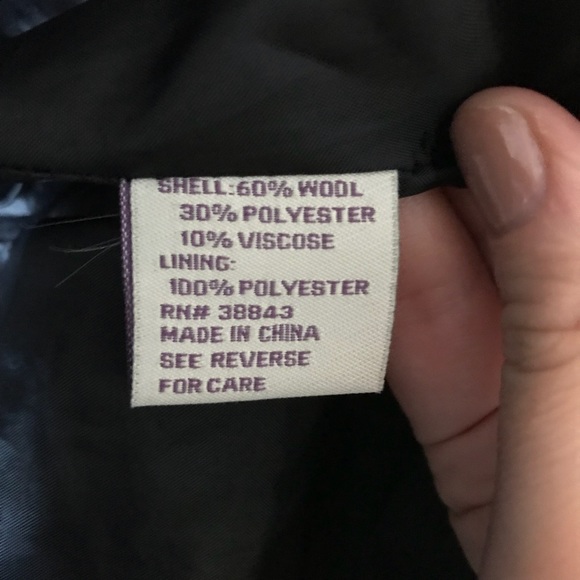 SHELL:60% WOOL
30% POLYESTER
10% VISCOSE
LINING:
100% POLYESTER
RN# 38843
MADE IN CHINA
SEE REVERSE
FOR CARE